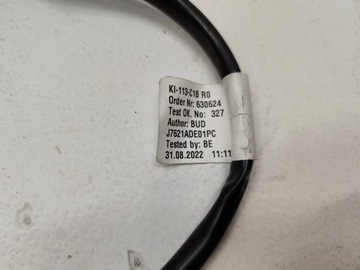 KI-113-C1B R0
Order Nr: 630624
Test OK. No: 327
Author: BUD
J7621ADE01PC
Tested by: BE
31.08.2022 11:11